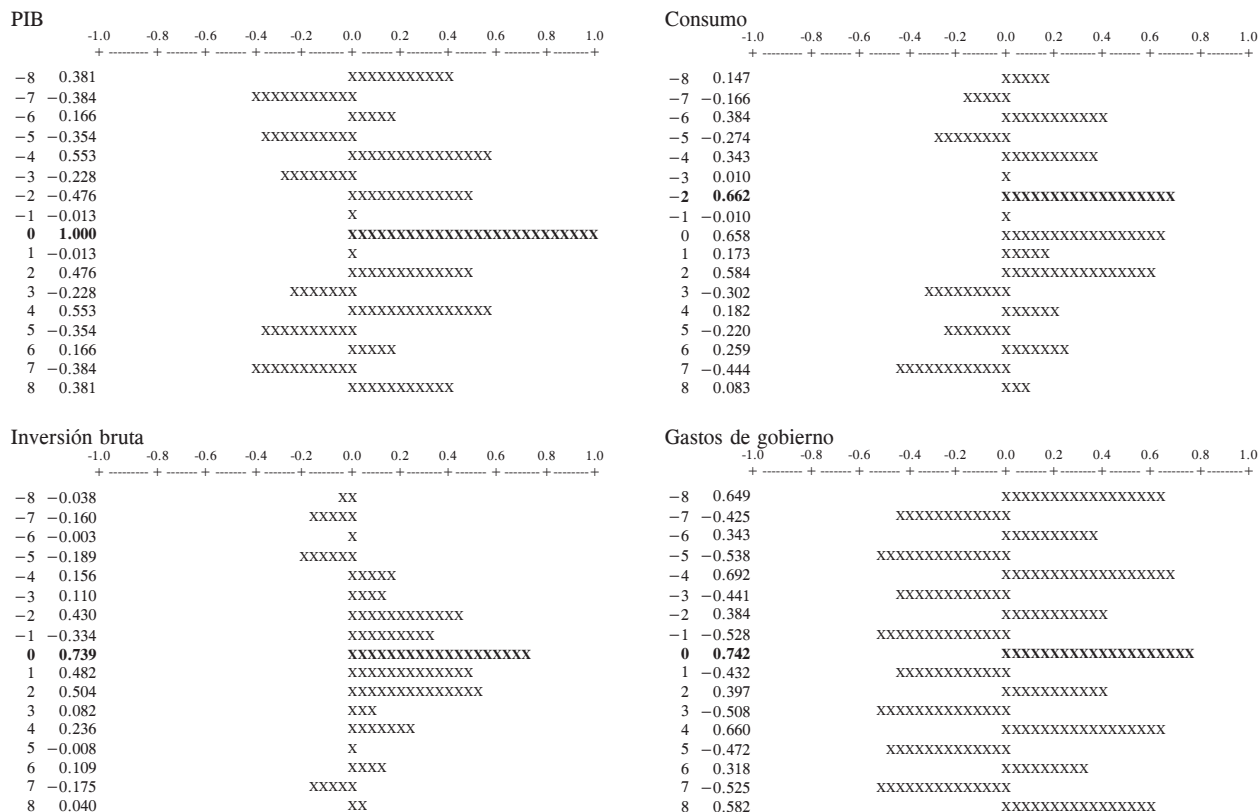 PIB
-1.0 -0.8 -0.6 -0.4 -0.2 0.0 0.2 0.4 0.6 0.8 1.0
+ --------- + -------- + ------- + ------- + ------- + -------- + -------- + -------- + -------- + --------- +
−8 0.381 XXXXXXXXXXX
−7 −0.384 XXXXXXXXXXX
−6 0.166 XXXXX
−5 −0.354 XXXXXXXXXX
−4 0.553 XXXXXXXXXXXXXXX
−3 −0.228 XXXXXXXX
−2 −0.476 XXXXXXXXXXXXX
−1 −0.013 X
0 1.000 XXXXXXXXXXXXXXXXXXXXXXXXXX
1 −0.013 X
2 0.476 XXXXXXXXXXXXX
3 −0.228 XXXXXXX
4 0.553 XXXXXXXXXXXXXXX
5 −0.354 XXXXXXXXXX
6 0.166 XXXXX
7 −0.384 XXXXXXXXXXX
8 0.381 XXXXXXXXXXX
Consumo
-1.0 -0.8 -0.6 -0.4 -0.2 0.0 0.2 0.4 0.6 0.8 1.0
+ --------- + -------- + ------- + ------- + ------- + -------- + -------- + -------- + -------- + --------- +
−8 0.147 XXXXX
−7 −0.166 XXXXX
−6 0.384 XXXXXXXXXXX
−5 −0.274 XXXXXXXX
−4 0.343 XXXXXXXXXX
−3 0.010 X
−2 0.662 XXXXXXXXXXXXXXXXXX
−1 −0.010 X
0 0.658 XXXXXXXXXXXXXXXXX
1 0.173 XXXXX
2 0.584 XXXXXXXXXXXXXXXX
3 −0.302 XXXXXXXXX
4 0.182 XXXXXX
5 −0.220 XXXXXXX
6 0.259 XXXXXXX
7 −0.444 XXXXXXXXXXXX
8 0.083 XXX
Inversión bruta
-1.0 -0.8 -0.6 -0.4 -0.2 0.0 0.2 0.4 0.6 0.8 1.0
+ --------- + -------- + ------- + ------- + ------- + -------- + -------- + -------- + -------- + --------- +
−8 −0.038 XX
−7 −0.160 XXXXX
−6 −0.003 X
−5 −0.189 XXXXXX
−4 0.156 XXXXX
−3 0.110 XXXX
−2 0.430 XXXXXXXXXXXX
−1 −0.334 XXXXXXXXX
0 0.739 XXXXXXXXXXXXXXXXXXX
1 0.482 XXXXXXXXXXXXX
2 0.504 XXXXXXXXXXXXXX
3 0.082 XXX
4 0.236 XXXXXXX
5 −0.008 X
6 0.109 XXXX
7 −0.175 XXXXX
8 0.040 XX
Gastos de gobierno
-1.0 -0.8 -0.6 -0.4 -0.2 0.0 0.2 0.4 0.6 0.8 1.0
+ --------- + -------- + ------- + ------- + ------- + -------- + -------- + -------- + -------- + --------- +
−8 0.649 XXXXXXXXXXXXXXXXX
−7 −0.425 XXXXXXXXXXXX
−6 0.343 XXXXXXXXXX
−5 −0.538 XXXXXXXXXXXXXX
−4 0.692 XXXXXXXXXXXXXXXXXX
−3 −0.441 XXXXXXXXXXXX
−2 0.384 XXXXXXXXXXX
−1 −0.528 XXXXXXXXXXXXXX
0 0.742 XXXXXXXXXXXXXXXXXXXX
1 −0.432 XXXXXXXXXXXX
2 0.397 XXXXXXXXXXX
3 −0.508 XXXXXXXXXXXXXX
4 0.660 XXXXXXXXXXXXXXXXX
5 −0.472 XXXXXXXXXXXXX
6 0.318 XXXXXXXXX
7 −0.525 XXXXXXXXXXXXXX
8 0.582 XXXXXXXXXXXXXXXX